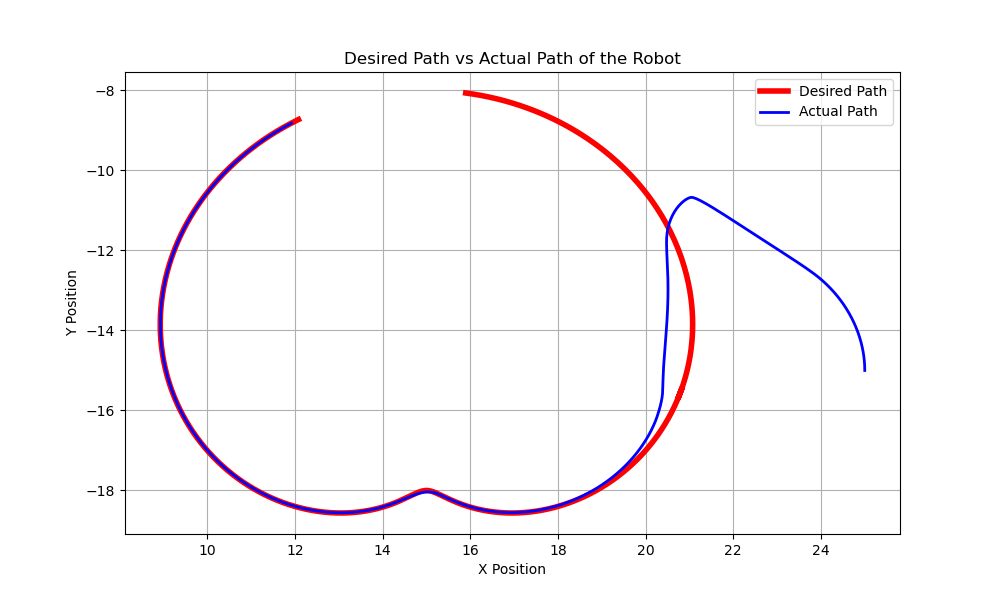 Desired Path vs Actual Path of the Robot
Desired Path
Actual Path
Y Position
−8
−10
−12
−14
−16
−18
10 12 14 16 18 20 22 24
X Position